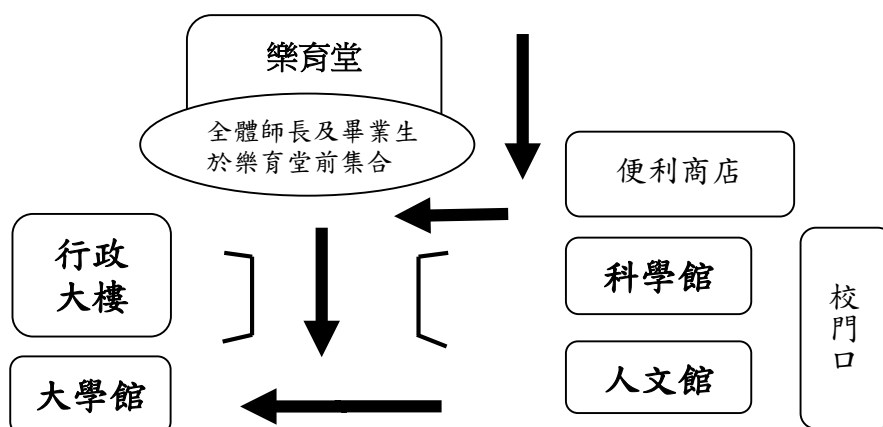 樂育堂
全體師長及畢業生
於樂育堂前集合
便利商店
行政
大樓
科學館
校門口
大學館
人文館